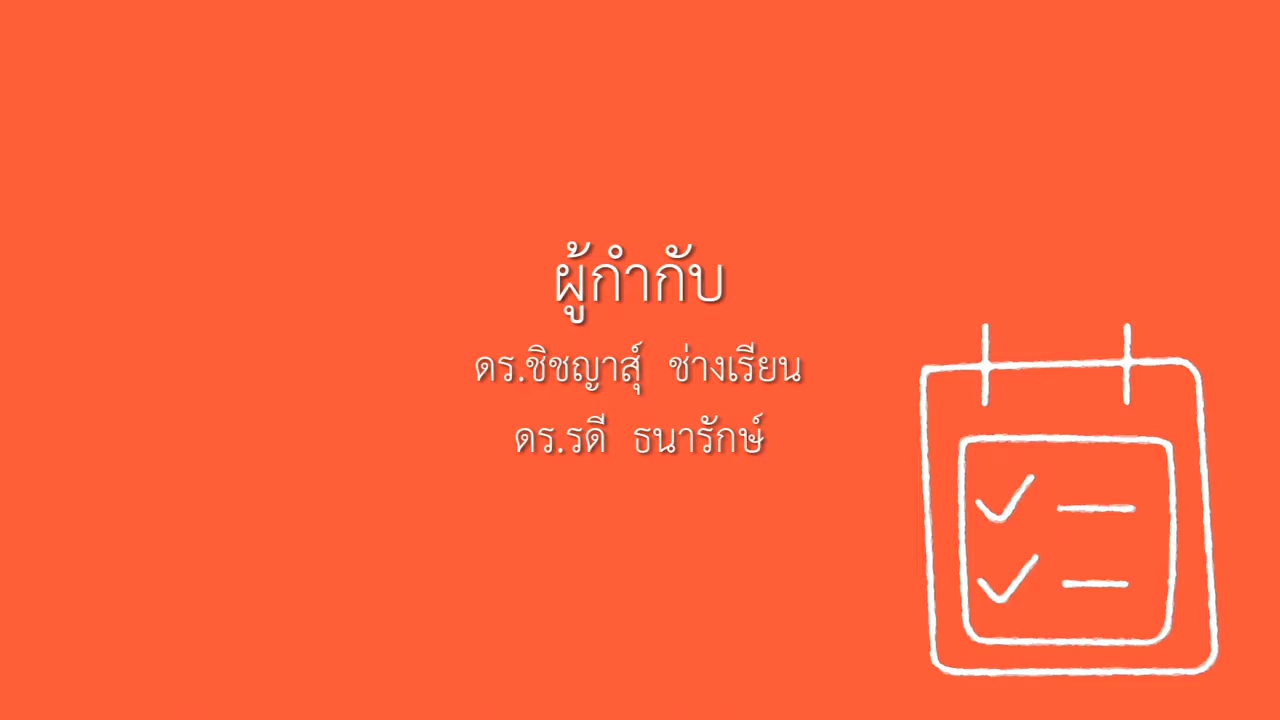 ผู้กำกับ
ดร.ชิชญาสุ์ ช่างเรียน
ดร.รดี ธนารักษ์